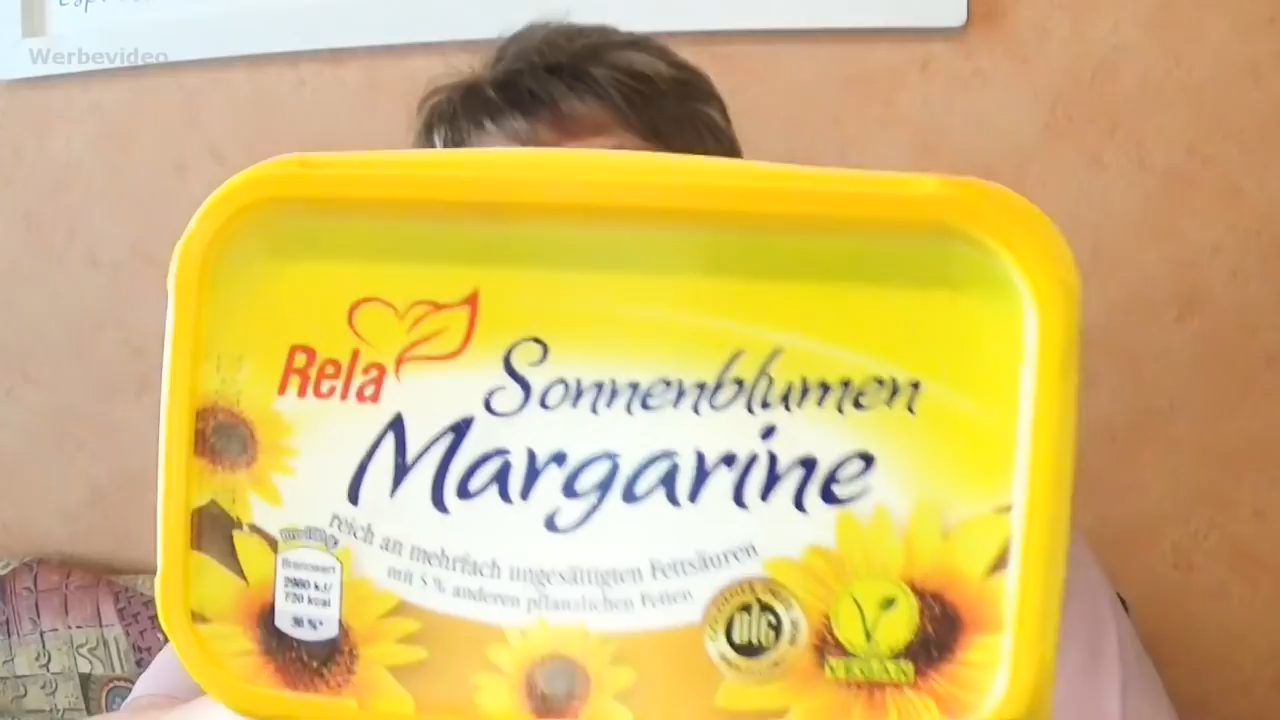 Werbevideo
Rela
Sonnenblumen
Margarine
reich an mehrfach ungesättigten Fettsäuren
mit 5 % anderen pflanzlichen Fetten
Brennwert
2980 kJ/
720 kcal
36 %*
DLG
VEGAN